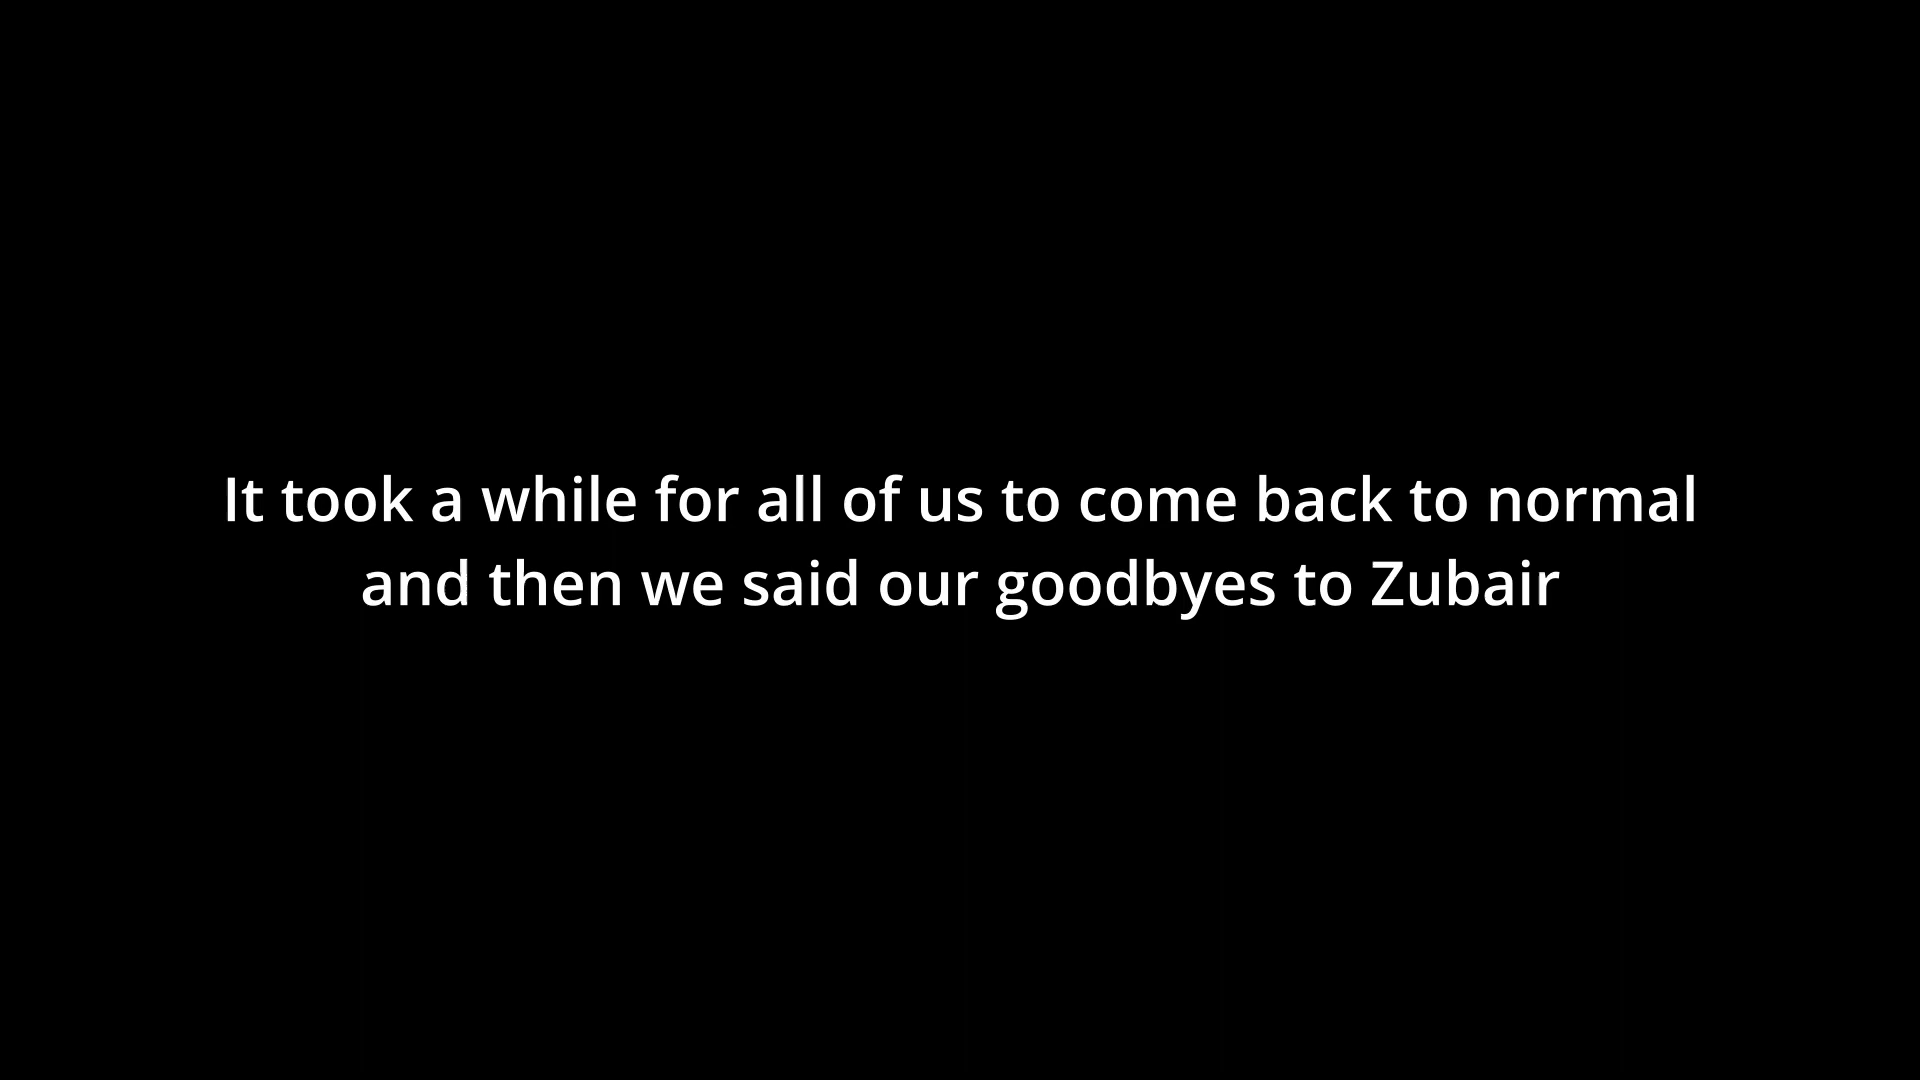 It took a while for all of us to come back to normal
and then we said our goodbyes to Zubair